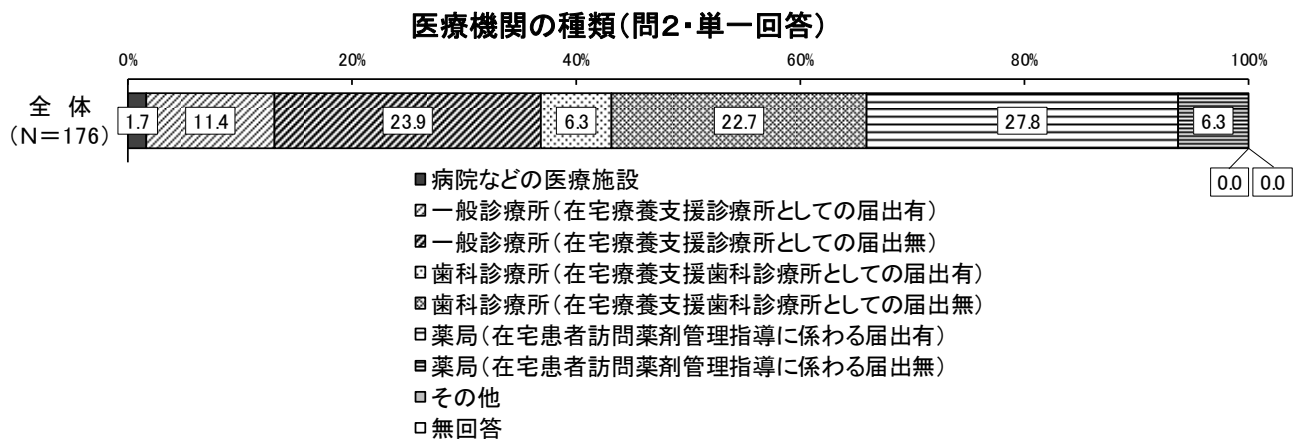 医療機関の種類(問2・単一回答)
0% 20% 40% 60% 80% 100%
全 体
(N=176)
1.7 11.4 23.9 6.3 22.7 27.8 6.3
0.0 0.0
病院などの医療施設
一般診療所(在宅療養支援診療所としての届出有)
一般診療所(在宅療養支援診療所としての届出無)
歯科診療所(在宅療養支援歯科診療所としての届出有)
歯科診療所(在宅療養支援歯科診療所としての届出無)
薬局(在宅患者訪問薬剤管理指導に係わる届出有)
薬局(在宅患者訪問薬剤管理指導に係わる届出無)
その他
無回答